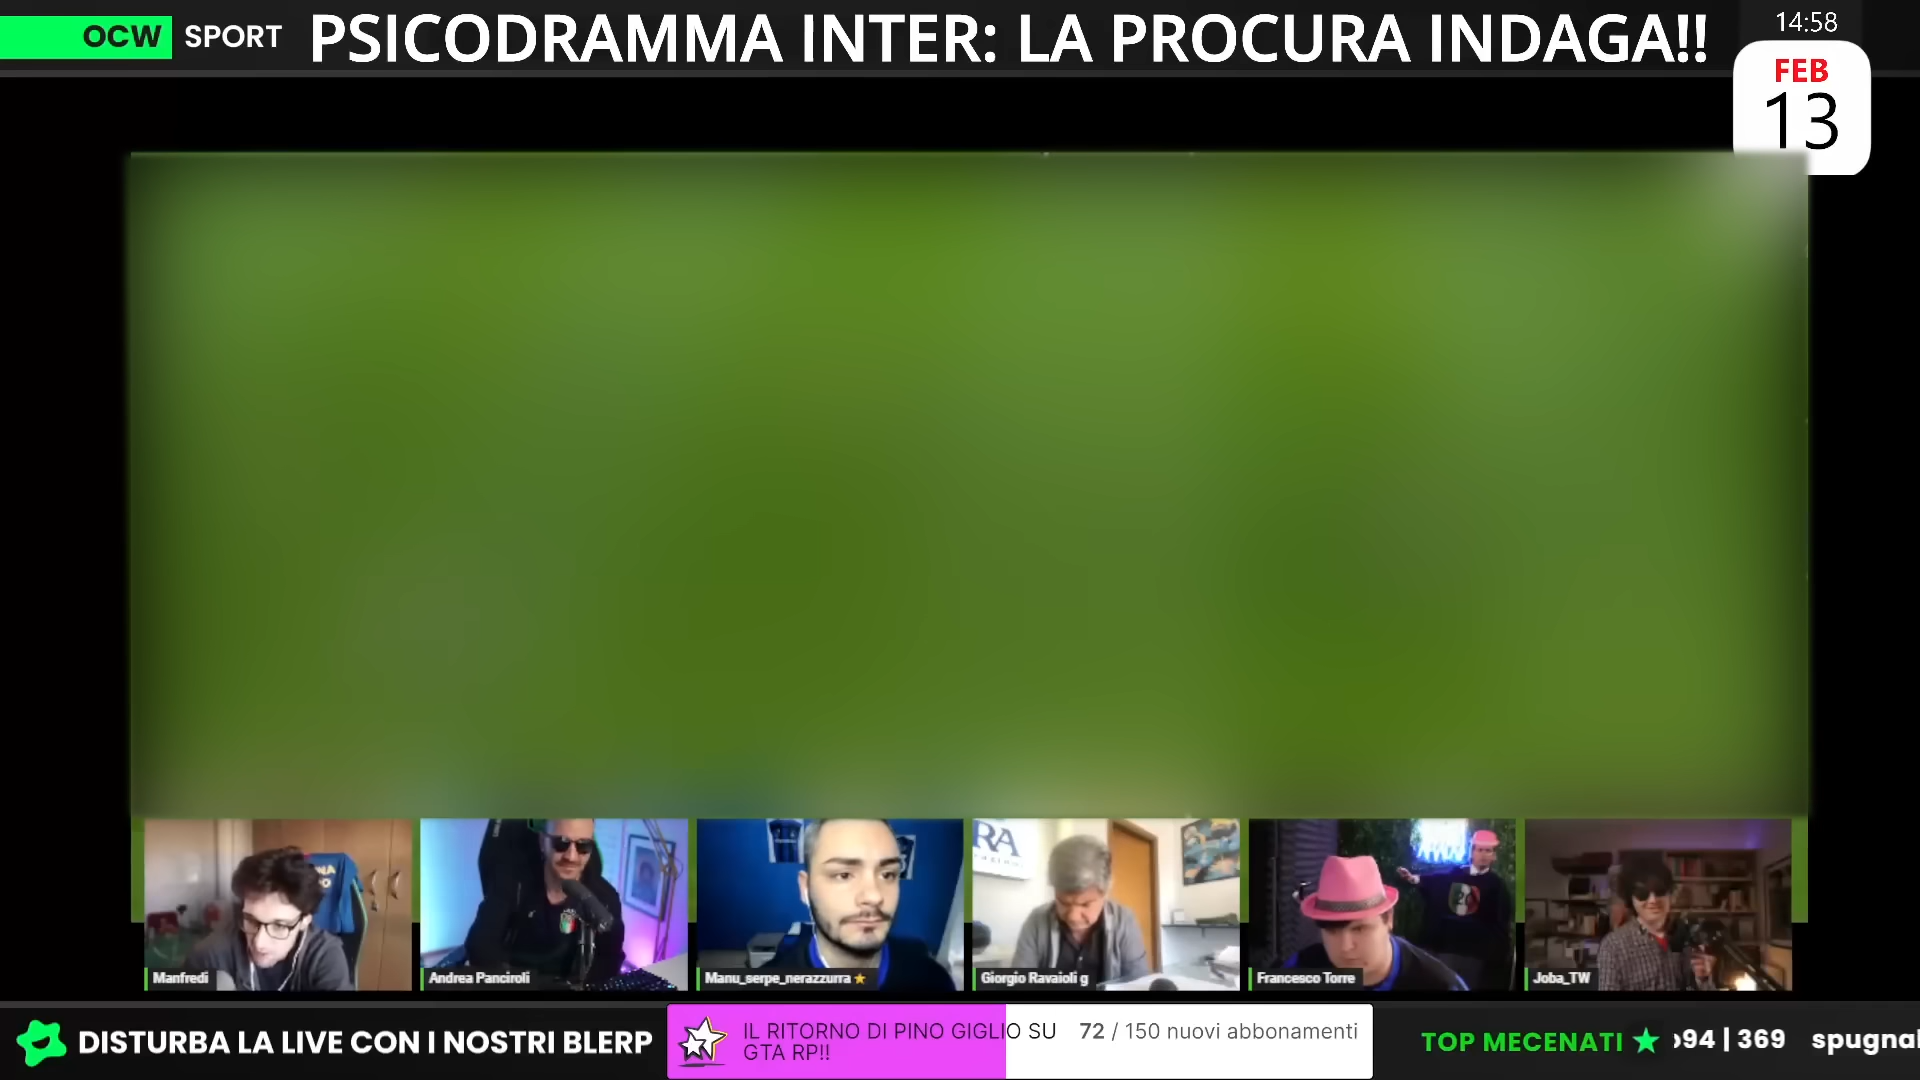 OCW SPORT
PSICODRAMMA INTER: LA PROCURA INDAGA!!
14:58
FEB
13
RA
Manfredi
Andrea Panciroli
Manu_serpe_nerazzurra
Giorgio Ravaioli g
Francesco Torre
Joba_TW
DISTURBA LA LIVE CON I NOSTRI BLERP
IL RITORNO DI PINO GIGLIO SU
GTA RP!!
72 / 150 nuovi abbonamenti
TOP MECENATI
94 | 369